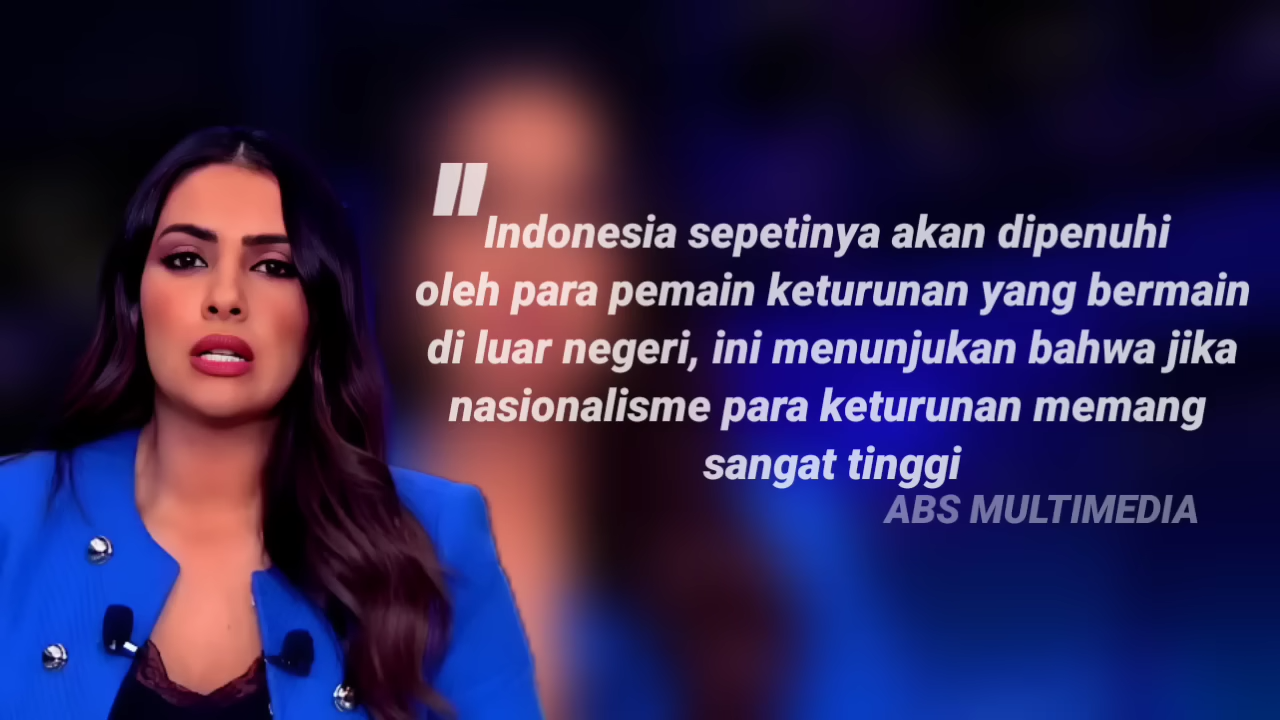 "Indonesia sepetinya akan dipenuhi
oleh para pemain keturunan yang bermain
di luar negeri, ini menunjukan bahwa jika
nasionalisme para keturunan memang
sangat tinggi
ABS MULTIMEDIA